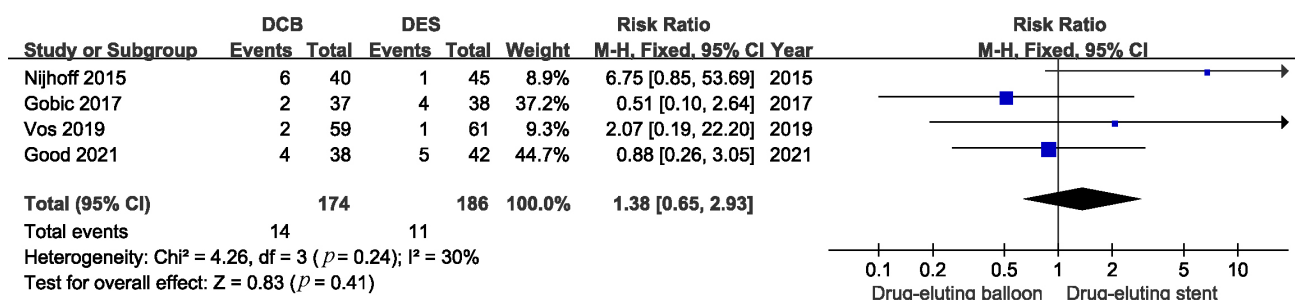 DCB DES Risk Ratio Risk Ratio
Study or Subgroup Events Total Events Total Weight M-H, Fixed, 95% CI Year M-H, Fixed, 95% CI
Nijhoff 2015 6 40 1 45 8.9% 6.75 [0.85, 53.69] 2015
Gobic 2017 2 37 4 38 37.2% 0.51 [0.10, 2.64] 2017
Vos 2019 2 59 1 61 9.3% 2.07 [0.19, 22.20] 2019
Good 2021 4 38 5 42 44.7% 0.88 [0.26, 3.05] 2021
Total (95% CI) 174 186 100.0% 1.38 [0.65, 2.93]
Total events 14 11
Heterogeneity: Chi² = 4.26, df = 3 (p = 0.24); I² = 30%
Test for overall effect: Z = 0.83 (p = 0.41)
0.1 0.2 0.5 1 2 5 10
Drug-eluting balloon Drug-eluting stent